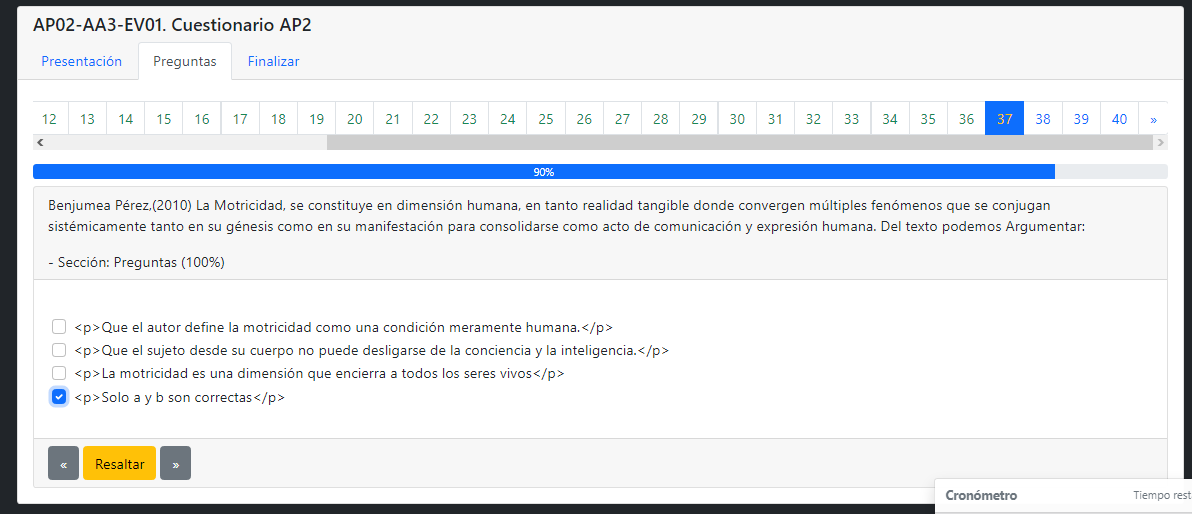 AP02-AA3-EV01. Cuestionario AP2
Presentación Preguntas Finalizar
12 13 14 15 16 17 18 19 20 21 22 23 24 25 26 27 28 29 30 31 32 33 34 35 36 37 38 39 40 »
90%
Benjumea Pérez,(2010) La Motricidad, se constituye en dimensión humana, en tanto realidad tangible donde convergen múltiples fenómenos que se conjugan
sistémicamente tanto en su génesis como en su manifestación para consolidarse como acto de comunicación y expresión humana. Del texto podemos Argumentar:
- Sección: Preguntas (100%)
<p>Que el autor define la motricidad como una condición meramente humana.</p>
<p>Que el sujeto desde su cuerpo no puede desligarse de la conciencia y la inteligencia.</p>
<p>La motricidad es una dimensión que encierra a todos los seres vivos</p>
<p>Solo a y b son correctas</p>
« Resaltar »
Cronómetro Tiempo rest